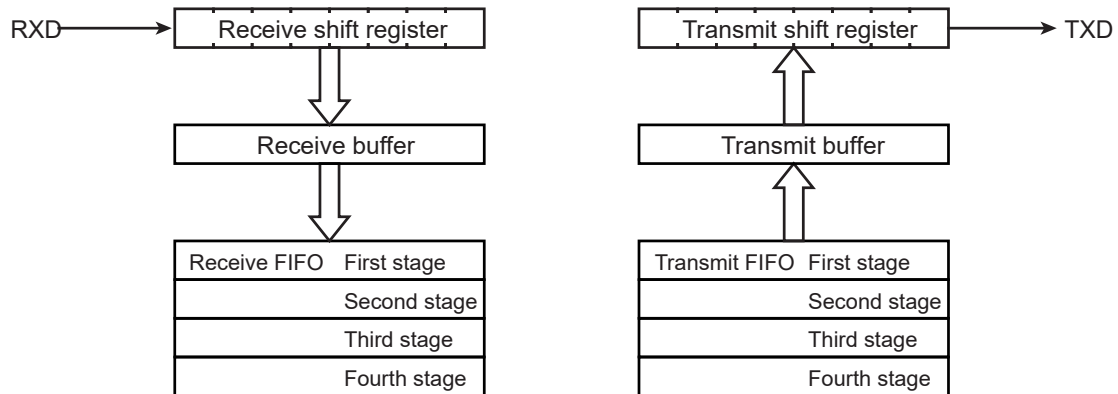 RXD Receive shift register
Receive buffer
Receive FIFO First stage
Second stage
Third stage
Fourth stage
Transmit shift register TXD
Transmit buffer
Transmit FIFO First stage
Second stage
Third stage
Fourth stage